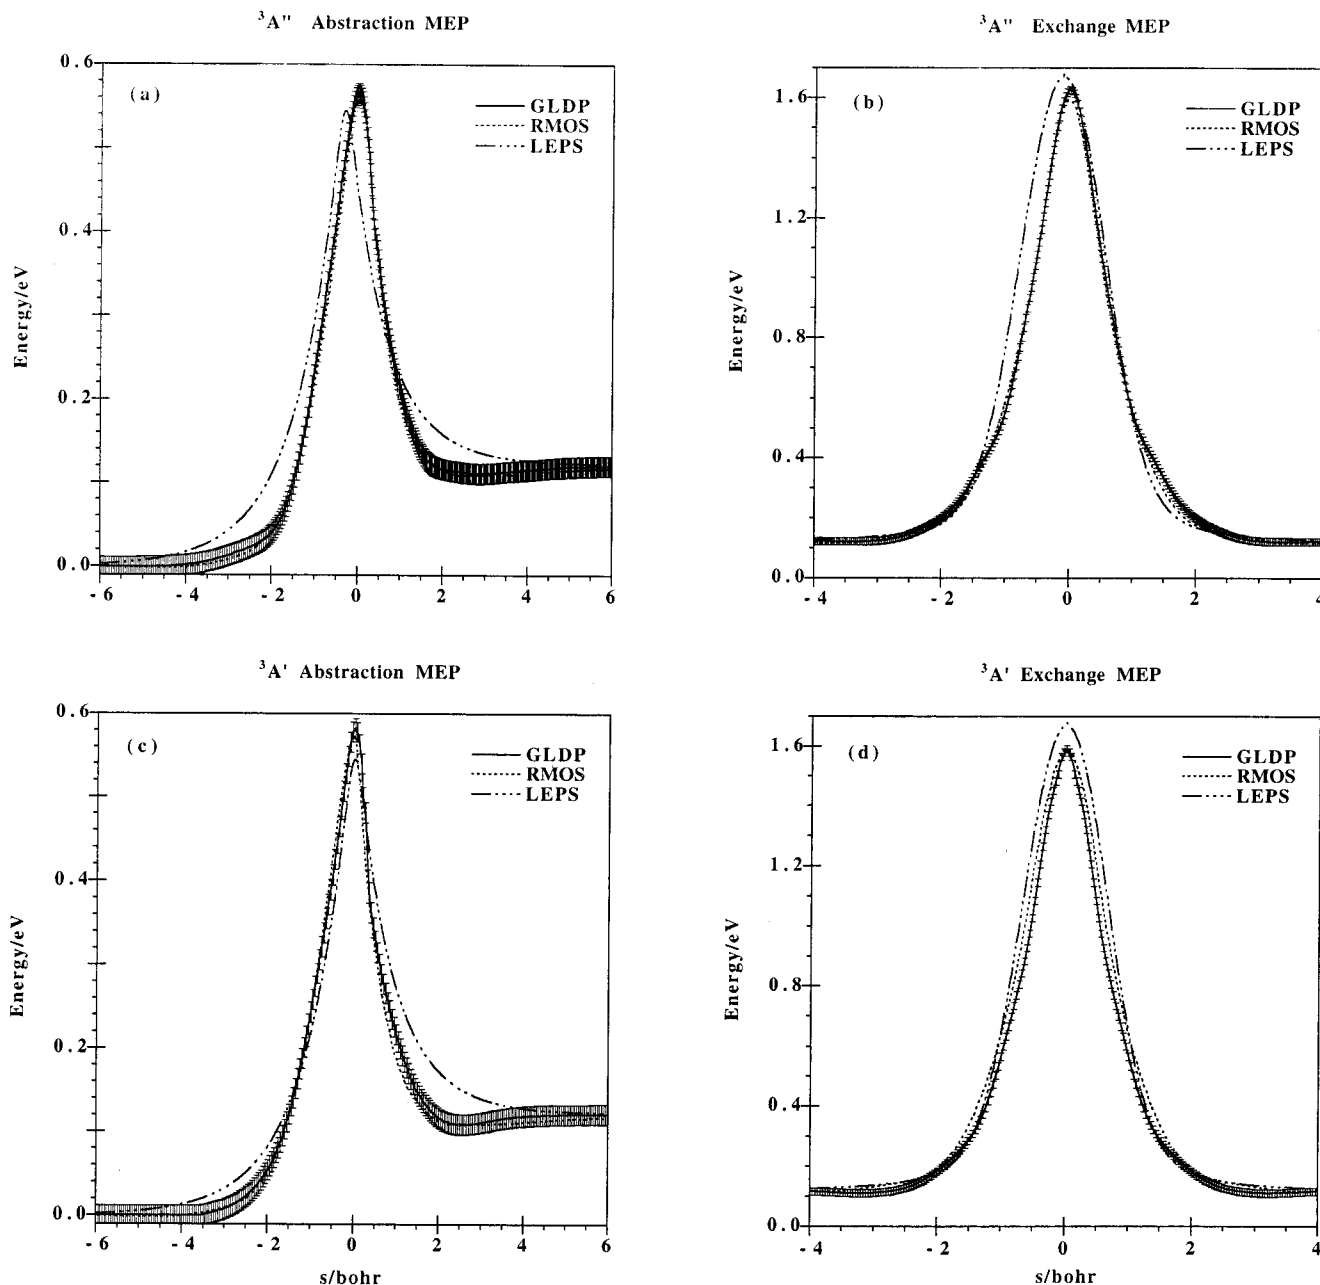 ³A" Abstraction MEP
(a)
GLDP
RMOS
LEPS
Energy/eV
0.6
0.4
0.2
0.0
-6
-4
-2
0
2
4
6
³A" Exchange MEP
(b)
GLDP
RMOS
LEPS
Energy/eV
1.6
1.2
0.8
0.4
0.0
-4
-2
0
2
4
³A' Abstraction MEP
(c)
GLDP
RMOS
LEPS
Energy/eV
0.6
0.4
0.2
0.0
-6
-4
-2
0
2
4
6
s/bohr
³A' Exchange MEP
(d)
GLDP
RMOS
LEPS
Energy/eV
1.6
1.2
0.8
0.4
0.0
-4
-2
0
2
4
s/bohr